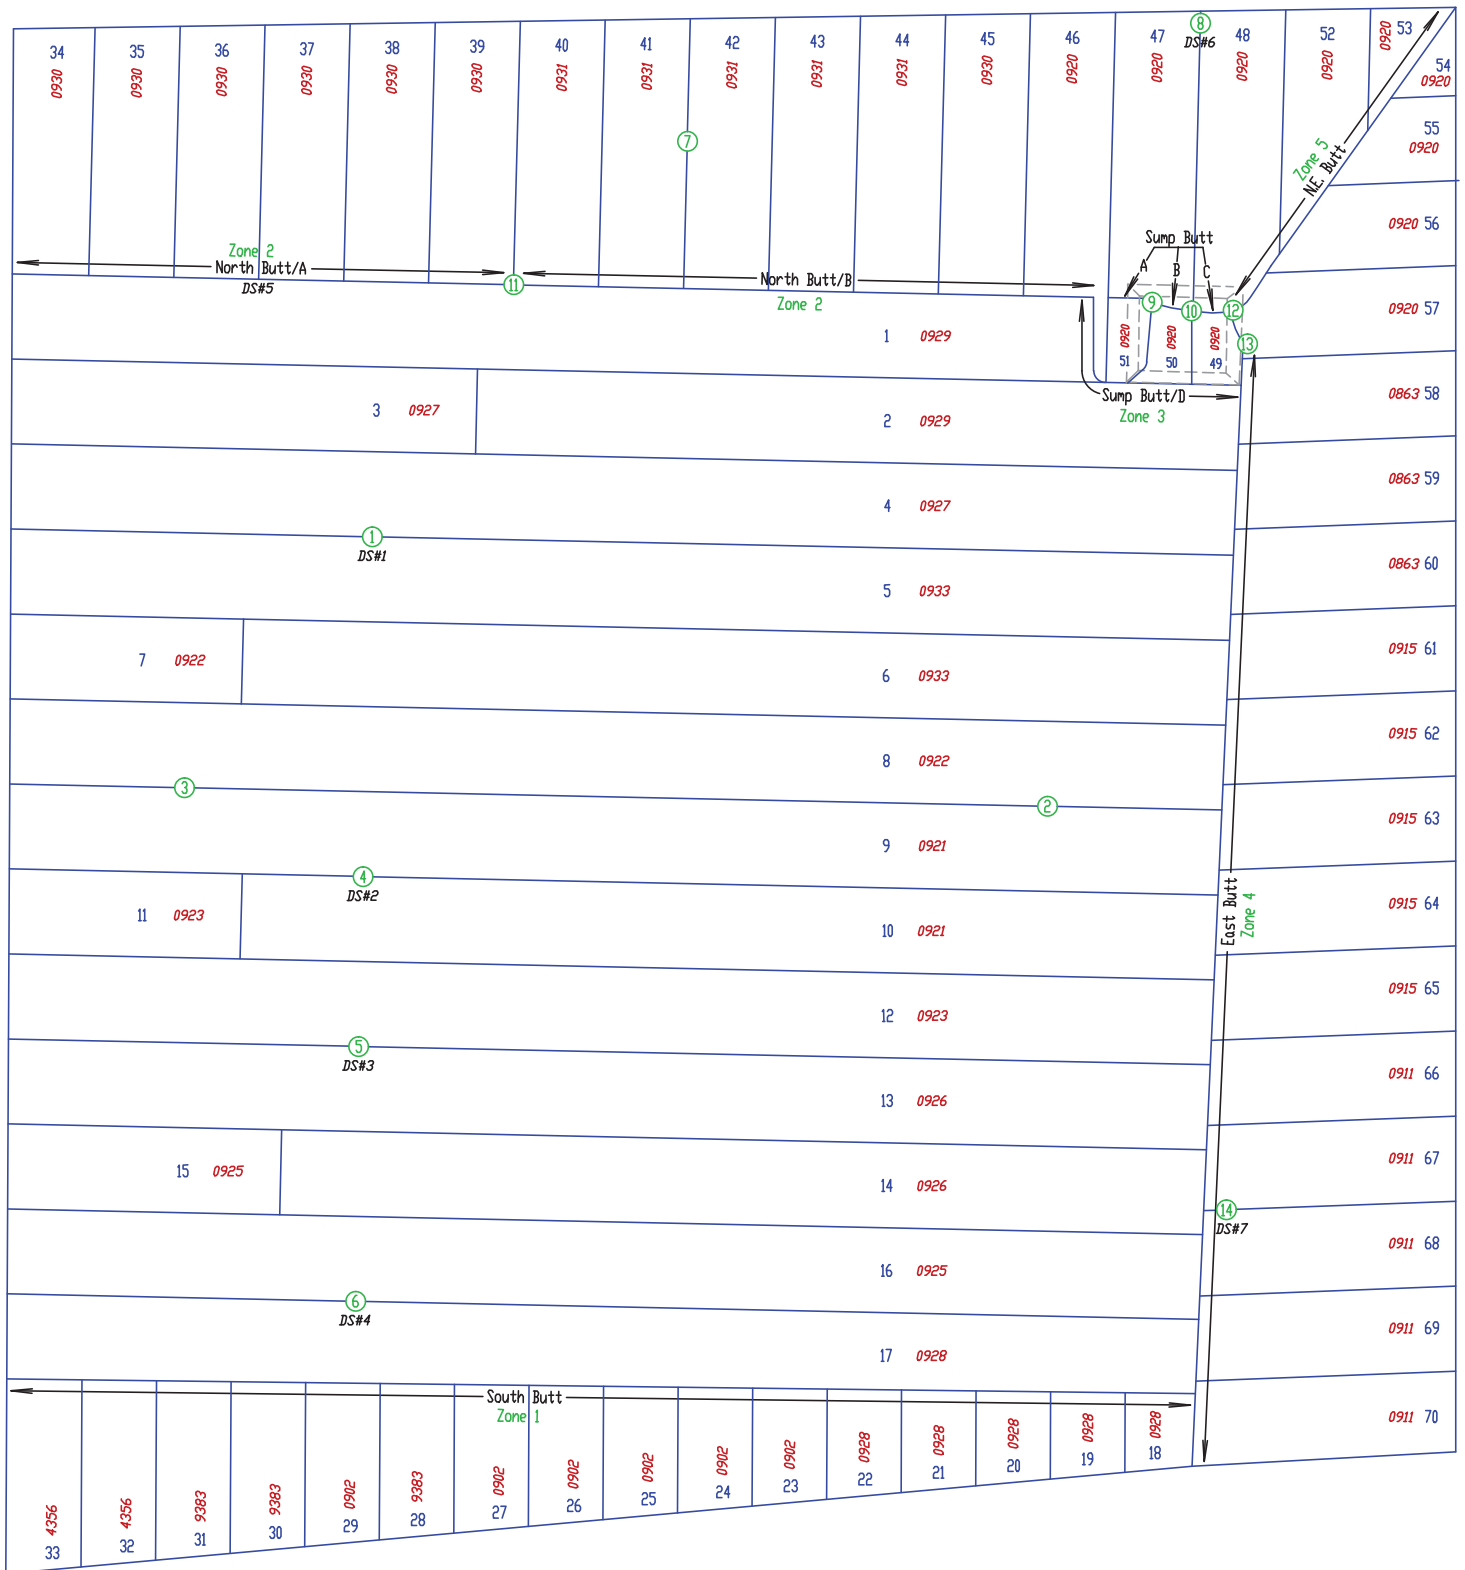 34 35 36 37 38 39 40 41 42 43 44 45 46 47 48 52 53
0930 0930 0930 0930 0930 0930 0931 0931 0931 0931 0931 0930 0920 0920 0920 0920 0920
8
DS#6
54
0920
55
0920
7
Zone 5
N.E. Butt
0920 56
Sump Butt
A B C
Zone 2
North Butt/A
DS#5
11
North Butt/B
Zone 2
9 10 12
13
0920 0920 0920
51 50 49
0920 57
1 0929
Sump Butt/D
Zone 3
0863 58
3 0927
2 0929
0863 59
4 0927
1
DS#1
0863 60
5 0933
7 0922
6 0933
0915 61
8 0922
0915 62
3
2
0915 63
9 0921
4
DS#2
East Butt
Zone 4
0915 64
11 0923
10 0921
0915 65
12 0923
5
DS#3
0911 66
13 0926
15 0925
14 0926
0911 67
14
DS#7
0911 68
16 0925
6
DS#4
0911 69
17 0928
South Butt
Zone 1
0911 70
4356 4356 9383 9383 0902 9383 0902 0902 0902 0902 0902 0928 0928 0928 0928 0928
33 32 31 30 29 28 27 26 25 24 23 22 21 20 19 18